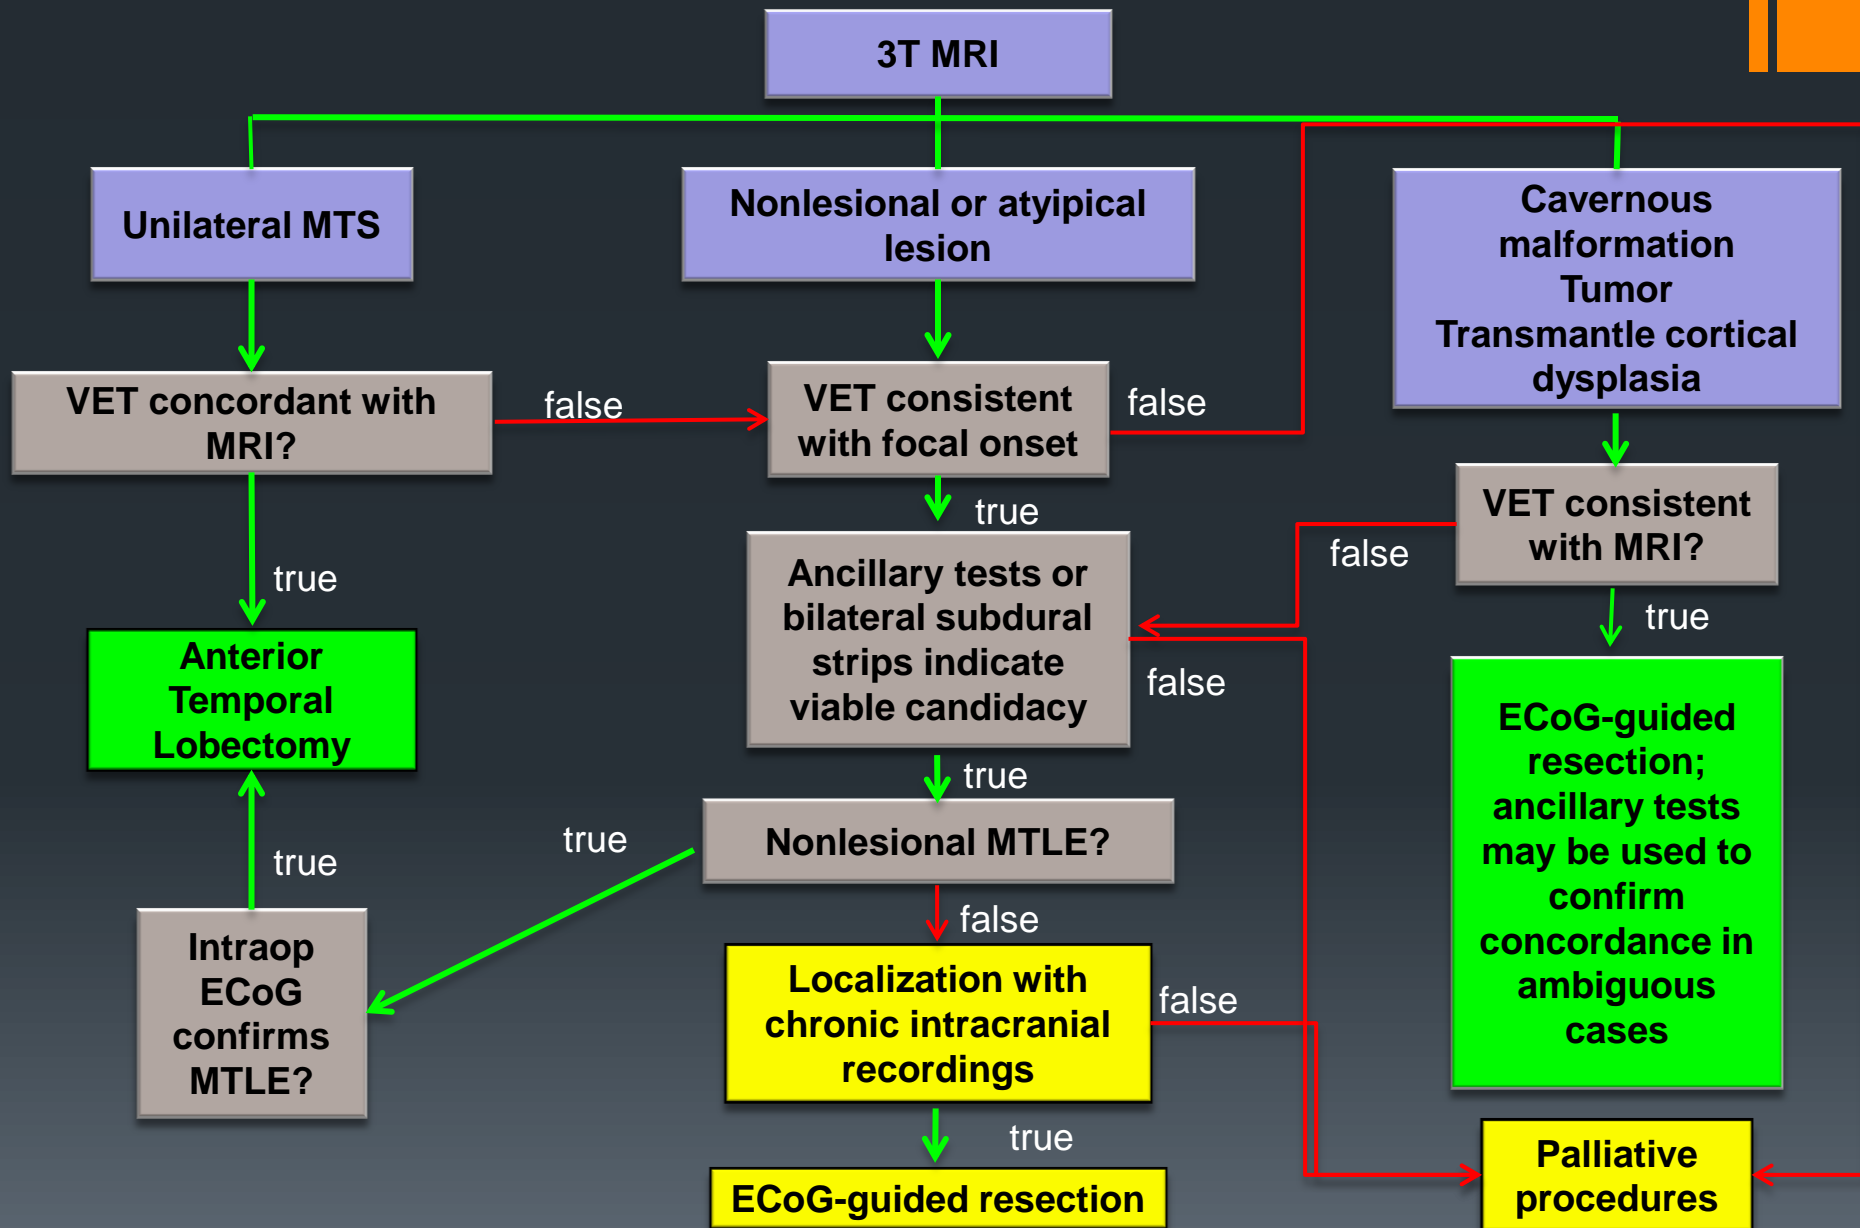 3T MRI
Unilateral MTS
Nonlesional or atyipical
lesion
Cavernous
malformation
Tumor
Transmantle cortical
dysplasia
VET concordant with
MRI?
false
VET consistent
with focal onset
false
VET consistent
with MRI?
true
false
true
true
Ancillary tests or
bilateral subdural
strips indicate
viable candidacy
false
Anterior
Temporal
Lobectomy
ECoG-guided
resection;
ancillary tests
may be used to
confirm
concordance in
ambiguous
cases
true
Nonlesional MTLE?
true
true
false
Intraop
ECoG
confirms
MTLE?
Localization with
chronic intracranial
recordings
false
true
ECoG-guided resection
Palliative
procedures